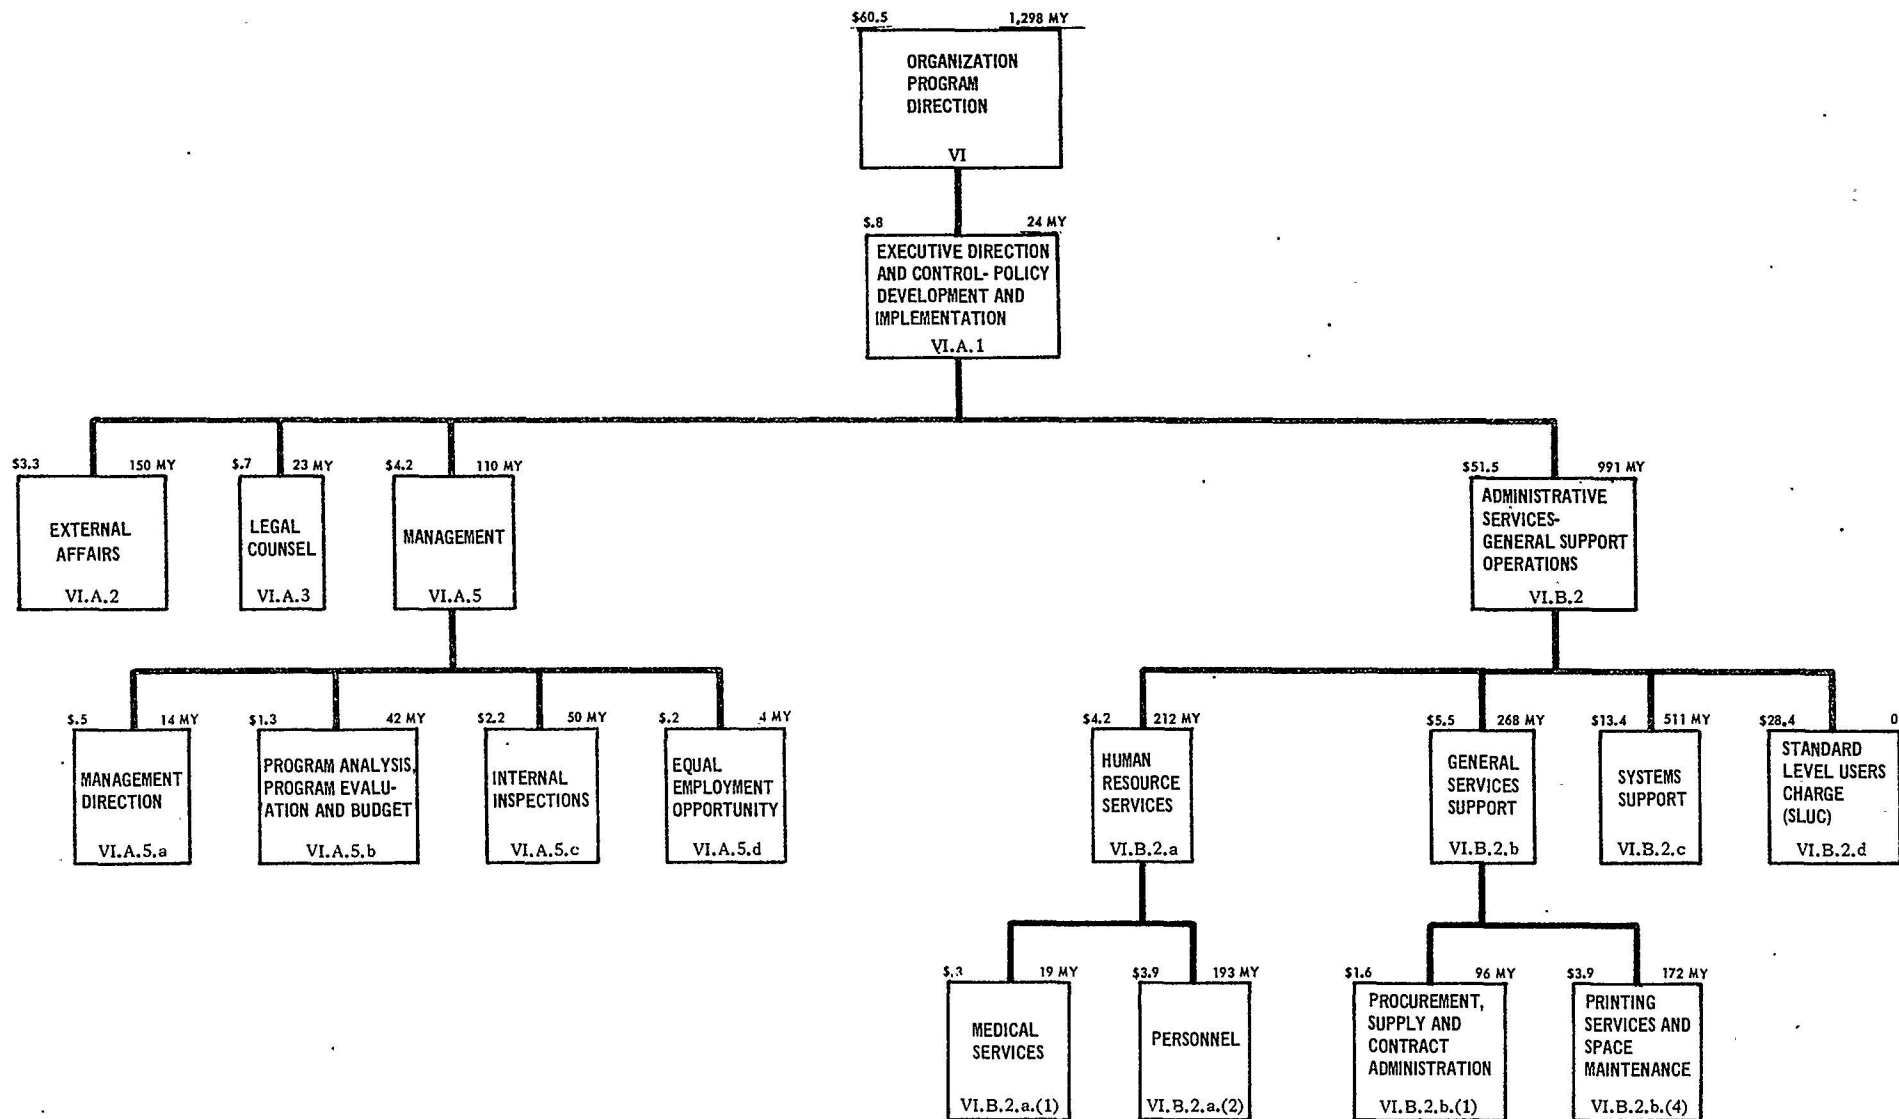 $60.5 1,298 MY
ORGANIZATION
PROGRAM
DIRECTION
VI
$.8 24 MY
EXECUTIVE DIRECTION
AND CONTROL- POLICY
DEVELOPMENT AND
IMPLEMENTATION
VI.A.1
$3.3 150 MY
EXTERNAL
AFFAIRS
VI.A.2
$.7 23 MY
LEGAL
COUNSEL
VI.A.3
$4.2 110 MY
MANAGEMENT
VI.A.5
$51.5 991 MY
ADMINISTRATIVE
SERVICES-
GENERAL SUPPORT
OPERATIONS
VI.B.2
$.5 14 MY
MANAGEMENT
DIRECTION
VI.A.5.a
$1.3 42 MY
PROGRAM ANALYSIS,
PROGRAM EVALU-
ATION AND BUDGET
VI.A.5.b
$2.2 50 MY
INTERNAL
INSPECTIONS
VI.A.5.c
$.2 4 MY
EQUAL
EMPLOYMENT
OPPORTUNITY
VI.A.5.d
$4.2 212 MY
HUMAN
RESOURCE
SERVICES
VI.B.2.a
$5.5 268 MY
GENERAL
SERVICES
SUPPORT
VI.B.2.b
$13.4 511 MY
SYSTEMS
SUPPORT
VI.B.2.c
$28.4 0
STANDARD
LEVEL USERS
CHARGE
(SLUC)
VI.B.2.d
$.3 19 MY
MEDICAL
SERVICES
VI.B.2.a.(1)
$3.9 193 MY
PERSONNEL
VI.B.2.a.(2)
$1.6 96 MY
PROCUREMENT,
SUPPLY AND
CONTRACT
ADMINISTRATION
VI.B.2.b.(1)
$3.9 172 MY
PRINTING
SERVICES AND
SPACE
MAINTENANCE
VI.B.2.b.(4)